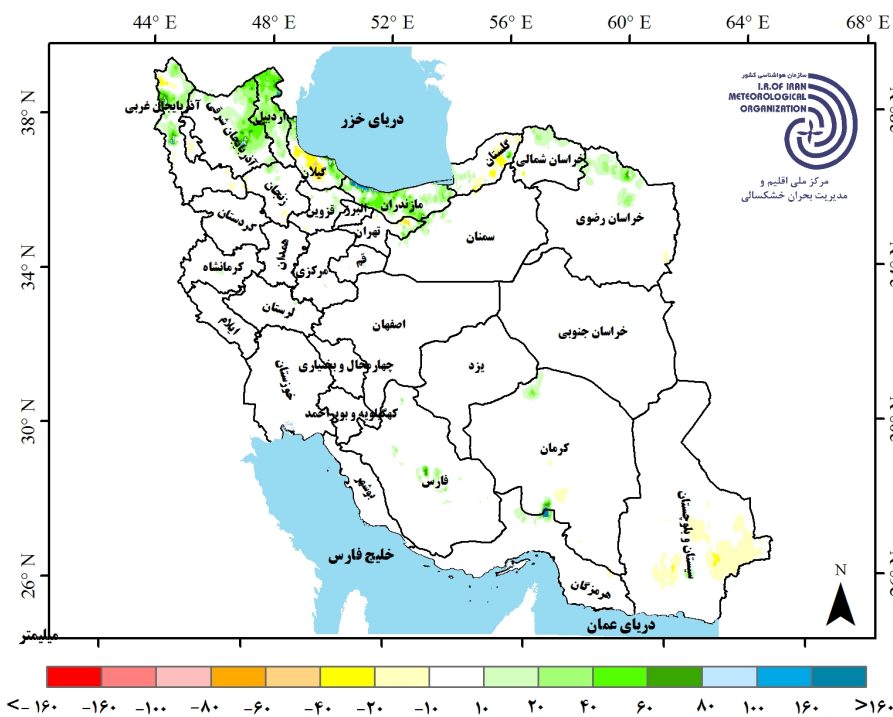 44° E 48° E 52° E 56° E 60° E 64° E 68° E
38° N
34° N
30° N
26° N
38° N
34° N
30° N
26° N
سازمان هواشناسی کشور
I.R.OF IRAN
METEOROLOGICAL
ORGANIZATION
مرکز ملی اقلیم و
مدیریت بحران خشکسالی
دریای خزر
آذربایجان غربی
آذربایجان شرقی
اردبیل
گیلان
زنجان
قزوین
البرز
مازندران
تهران
گلستان
خراسان شمالی
خراسان رضوی
سمنان
کردستان
همدان
مرکزی
قم
کرمانشاه
لرستان
ایلام
اصفهان
خراسان جنوبی
یزد
چهارمحال و بختیاری
خوزستان
کهگیلویه و بویراحمد
کرمان
فارس
بوشهر
سیستان و بلوچستان
هرمزگان
خلیج فارس
دریای عمان
N
میلیمتر
<-۱۶۰ -۱۶۰ -۱۰۰ -۸۰ -۶۰ -۴۰ -۲۰ -۱۰ ۱۰ ۲۰ ۴۰ ۶۰ ۸۰ ۱۰۰ ۱۶۰ >۱۶۰